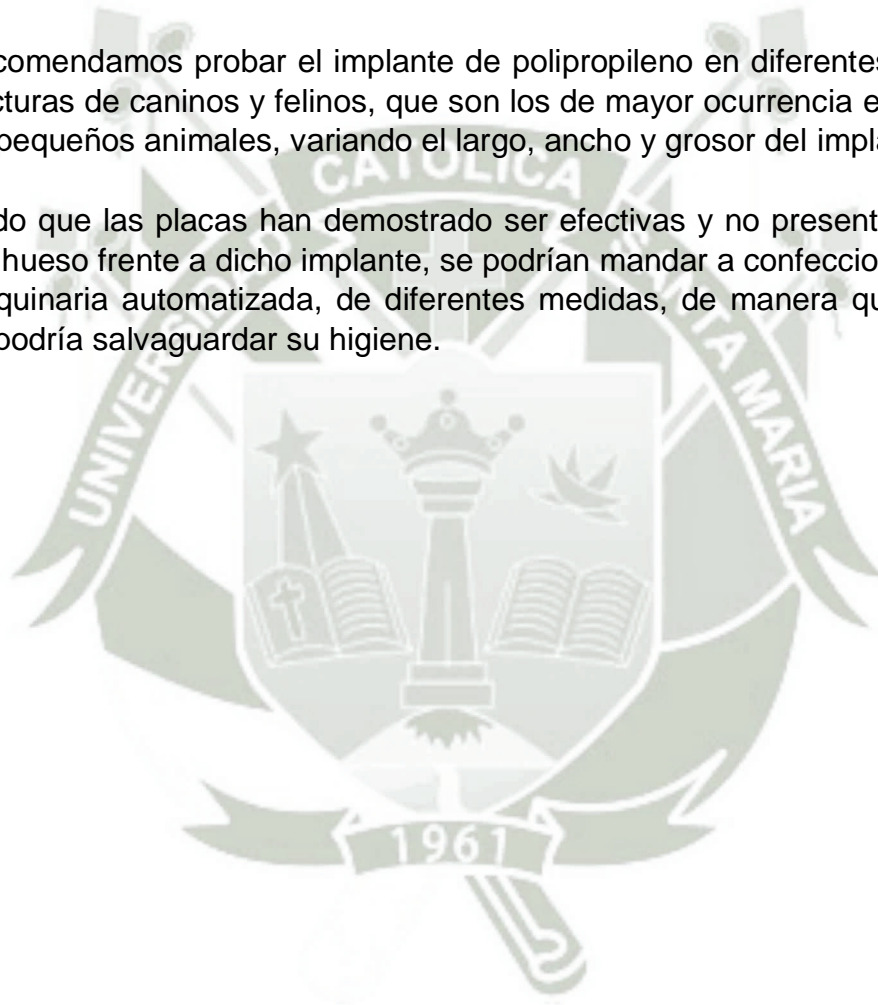 comendamos probar el implante de polipropileno en diferentes
cturas de caninos y felinos, que son los de mayor ocurrencia e
pequeños animales, variando el largo, ancho y grosor del impla
do que las placas han demostrado ser efectivas y no present
hueso frente a dicho implante, se podrían mandar a confeccio
quinaria automatizada, de diferentes medidas, de manera qu
podría salvaguardar su higiene.
UNIVERSIDAD CATOLICA SANTA MARIA
1961